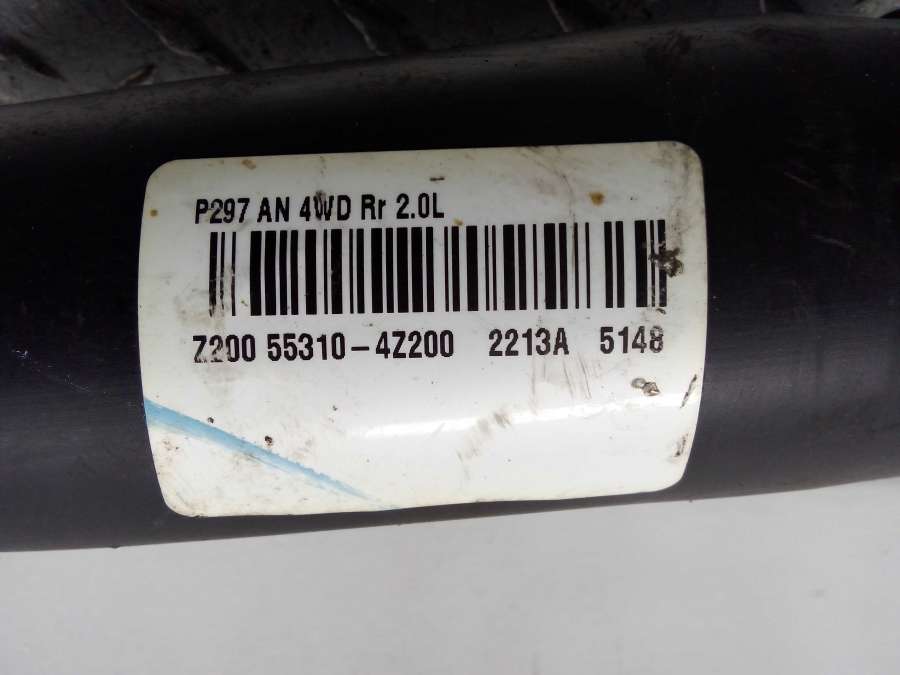 P297 AN 4WD Rr 2.0L
Z200 55310-4Z200 2213A 5148